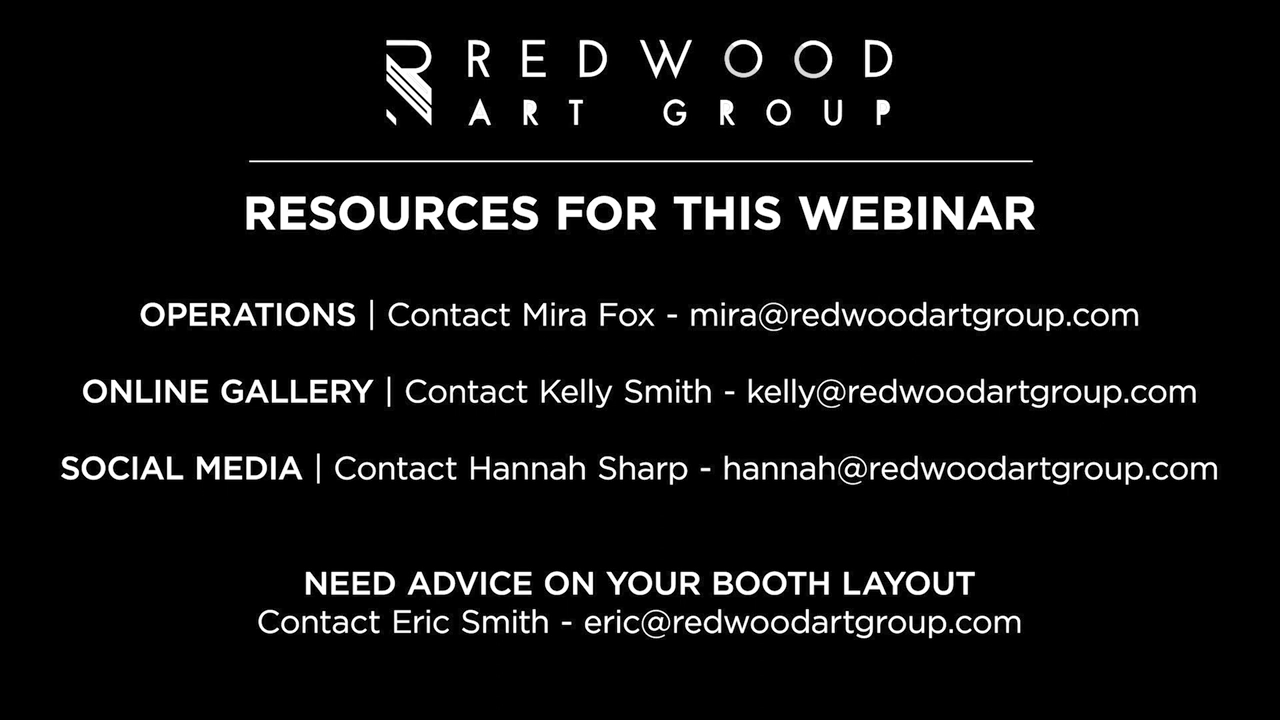 REDWOOD
ART GROUP
RESOURCES FOR THIS WEBINAR
OPERATIONS | Contact Mira Fox - mira@redwoodartgroup.com
ONLINE GALLERY | Contact Kelly Smith - kelly@redwoodartgroup.com
SOCIAL MEDIA | Contact Hannah Sharp - hannah@redwoodartgroup.com
NEED ADVICE ON YOUR BOOTH LAYOUT
Contact Eric Smith - eric@redwoodartgroup.com